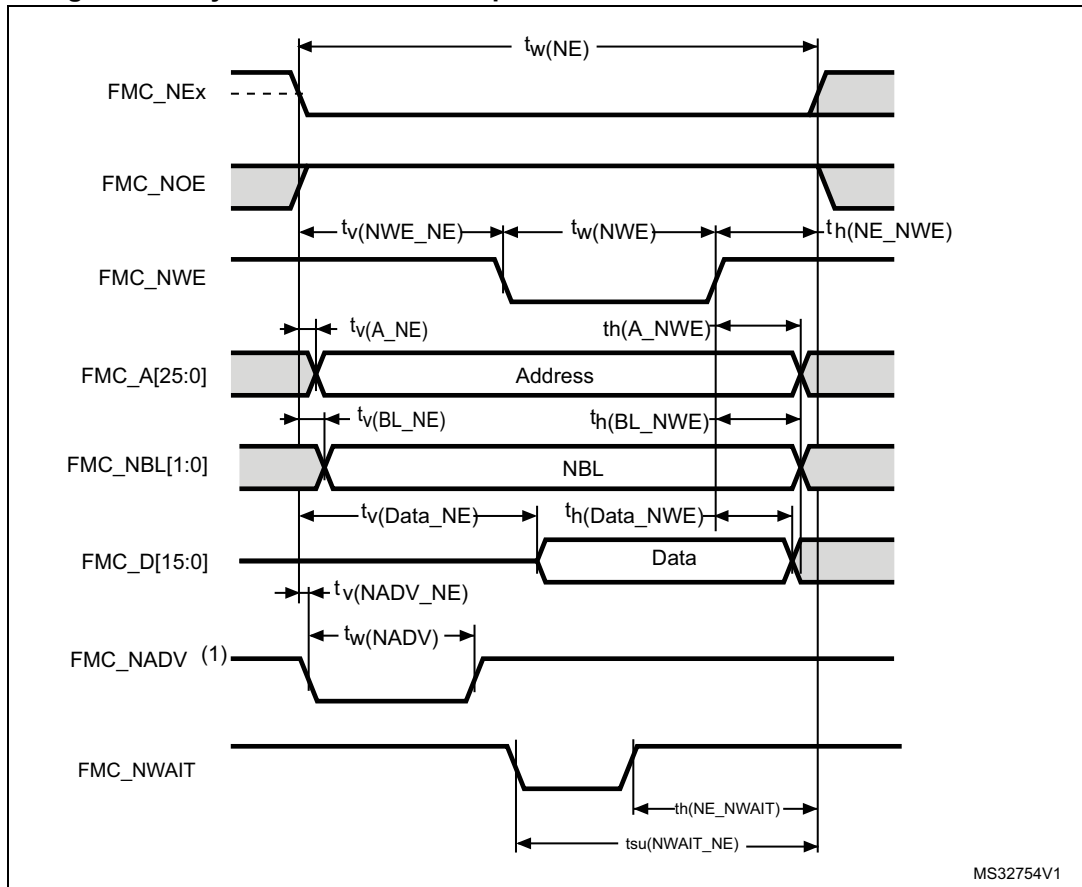 tw(NE)
FMC_NEx
FMC_NOE
tv(NWE_NE) tw(NWE) th(NE_NWE)
FMC_NWE
tv(A_NE) th(A_NWE)
FMC_A[25:0] Address
tv(BL_NE) th(BL_NWE)
FMC_NBL[1:0] NBL
tv(Data_NE) th(Data_NWE)
FMC_D[15:0] Data
tv(NADV_NE)
tw(NADV)
FMC_NADV (1)
FMC_NWAIT
th(NE_NWAIT)
tsu(NWAIT_NE)
MS32754V1